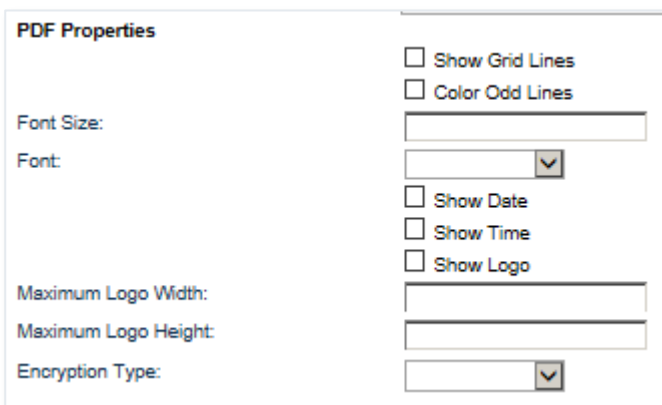 PDF Properties
Show Grid Lines
Color Odd Lines
Font Size:
Font:
Show Date
Show Time
Show Logo
Maximum Logo Width:
Maximum Logo Height:
Encryption Type: